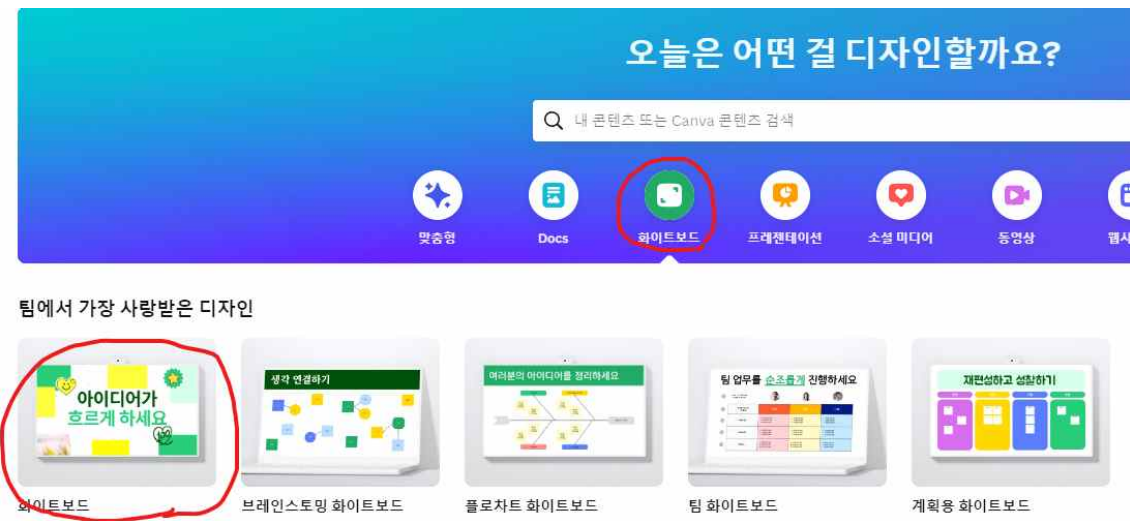 오늘은 어떤 걸 디자인할까요?
내 콘텐츠 또는 Canva 콘텐츠 검색
맞춤형
Docs
화이트보드
프레젠테이션
소셜 미디어
동영상
웹사
팀에서 가장 사랑받은 디자인
아이디어가
흐르게 하세요
생각 연결하기
여러분의 아이디어를 정리하세요
팀 업무를 순조롭게 진행하세요
재편성하고 성찰하기
화이트보드
브레인스토밍 화이트보드
플로차트 화이트보드
팀 화이트보드
계획용 화이트보드